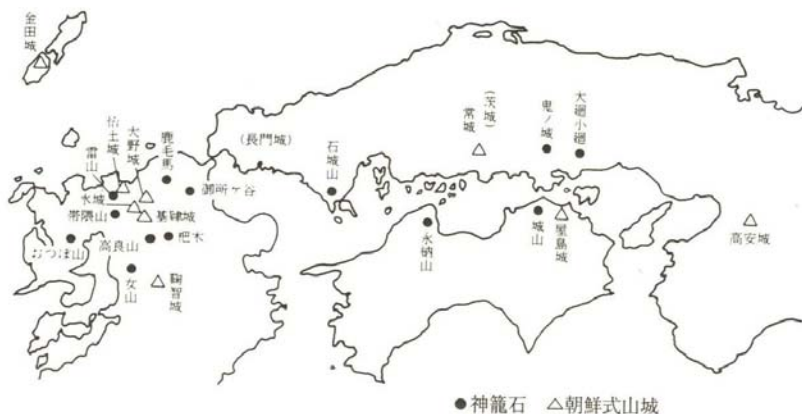 金田城
怡土城
大野城
鹿毛馬
雷山
水城
御所ヶ谷
帯隈山
基肄城
おつぼ山
高良山
杷木
女山
鞠智城
(長門城)
石城山
(茨城)
常城
鬼ノ城
大廻小廻
永納山
城山
屋島城
高安城
●神籠石 △朝鮮式山城